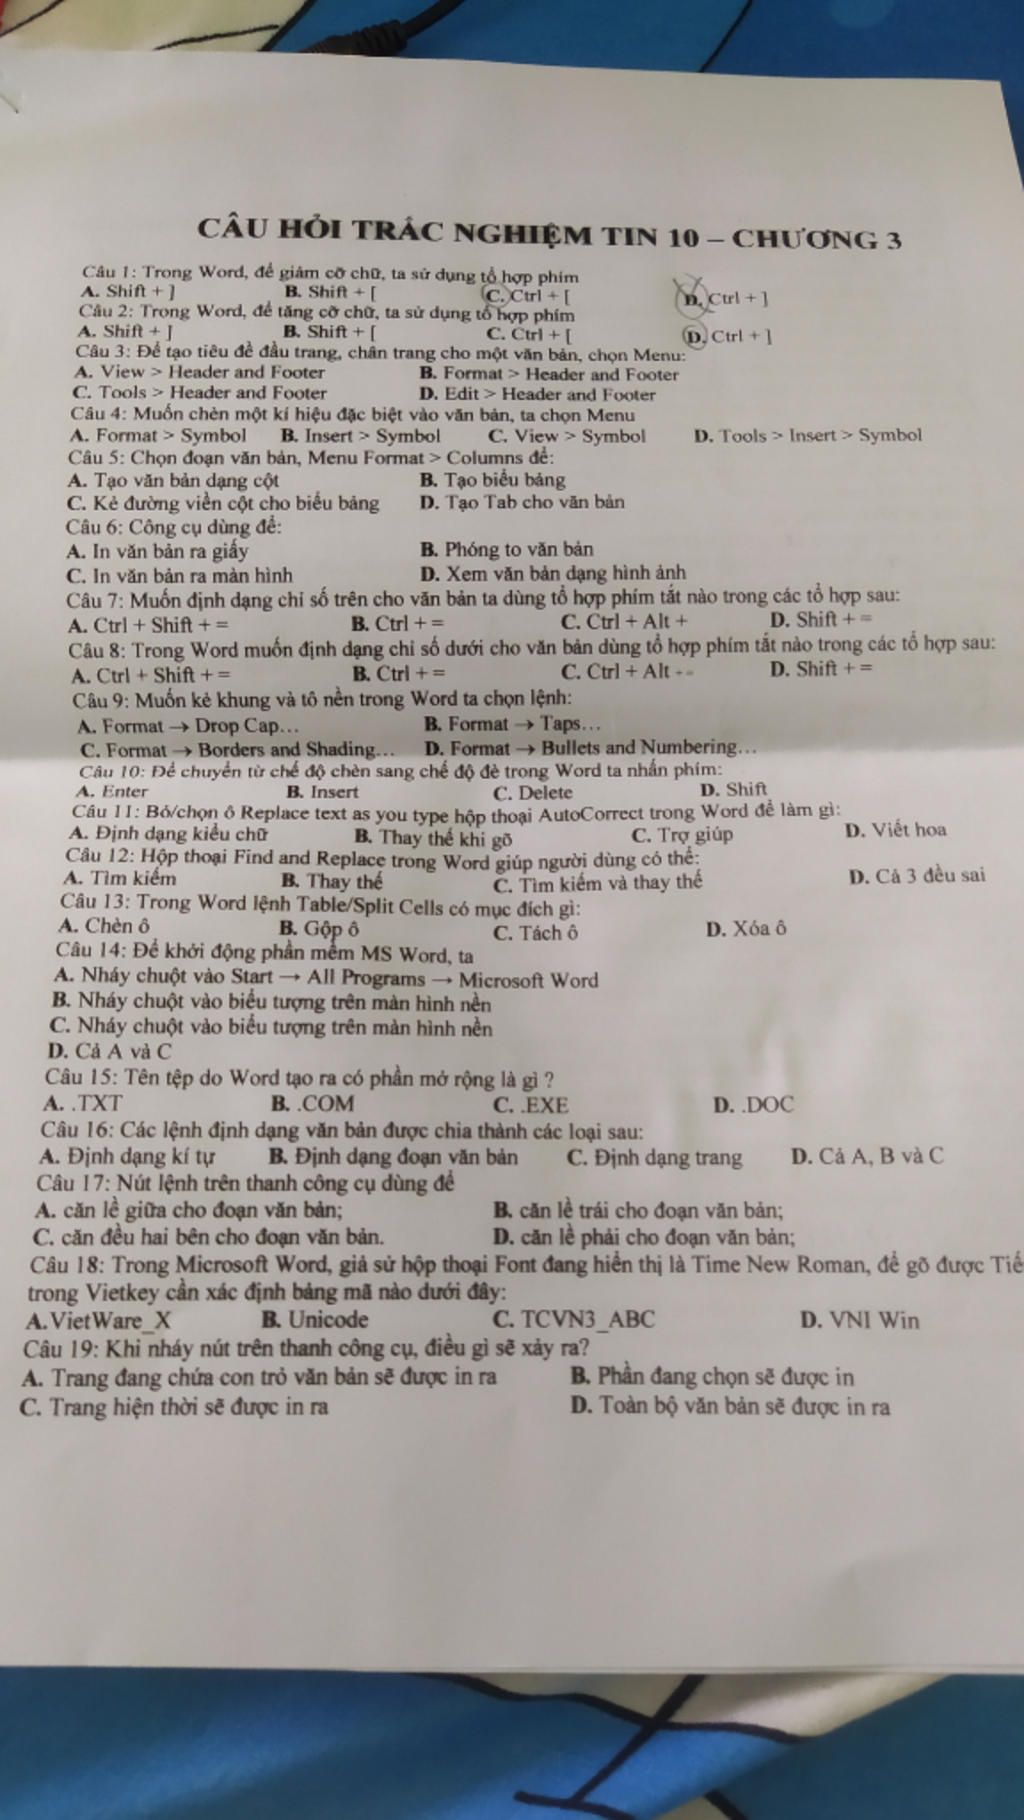 CÂU HỎI TRẮC NGHIỆM TIN 10 – CHƯƠNG 3
Câu 1: Trong Word, để giảm cỡ chữ, ta sử dụng tổ hợp phím
A. Shift + ] B. Shift + [ C. Ctrl + [ D. Ctrl + ]
Câu 2: Trong Word, để tăng cỡ chữ, ta sử dụng tổ hợp phím
A. Shift + ] B. Shift + [ C. Ctrl + [ D. Ctrl + ]
Câu 3: Để tạo tiêu đề đầu trang, chân trang cho một văn bản, chọn Menu:
A. View > Header and Footer B. Format > Header and Footer
C. Tools > Header and Footer D. Edit > Header and Footer
Câu 4: Muốn chèn một kí hiệu đặc biệt vào văn bản, ta chọn Menu
A. Format > Symbol B. Insert > Symbol C. View > Symbol D. Tools > Insert > Symbol
Câu 5: Chọn đoạn văn bản, Menu Format > Columns để:
A. Tạo văn bản dạng cột B. Tạo biểu bảng
C. Kẻ đường viền cột cho biểu bảng D. Tạo Tab cho văn bản
Câu 6: Công cụ dùng để:
A. In văn bản ra giấy B. Phóng to văn bản
C. In văn bản ra màn hình D. Xem văn bản dạng hình ảnh
Câu 7: Muốn định dạng chỉ số trên cho văn bản ta dùng tổ hợp phím tắt nào trong các tổ hợp sau:
A. Ctrl + Shift + = B. Ctrl + = C. Ctrl + Alt + D. Shift + =
Câu 8: Trong Word muốn định dạng chỉ số dưới cho văn bản dùng tổ hợp phím tắt nào trong các tổ hợp sau:
A. Ctrl + Shift + = B. Ctrl + = C. Ctrl + Alt + = D. Shift + =
Câu 9: Muốn kẻ khung và tô nền trong Word ta chọn lệnh:
A. Format → Drop Cap… B. Format → Taps…
C. Format → Borders and Shading… D. Format → Bullets and Numbering…
Câu 10: Để chuyển từ chế độ chèn sang chế độ đè trong Word ta nhấn phím:
A. Enter B. Insert C. Delete D. Shift
Câu 11: Bỏ/chọn ô Replace text as you type hộp thoại AutoCorrect trong Word để làm gì:
A. Định dạng kiểu chữ B. Thay thế khi gõ C. Trợ giúp D. Viết hoa
Câu 12: Hộp thoại Find and Replace trong Word giúp người dùng có thể:
A. Tìm kiếm B. Thay thế C. Tìm kiếm và thay thế D. Cả 3 đều sai
Câu 13: Trong Word lệnh Table/Split Cells có mục đích gì:
A. Chèn ô B. Gộp ô C. Tách ô D. Xóa ô
Câu 14: Để khởi động phần mềm MS Word, ta
A. Nháy chuột vào Start → All Programs → Microsoft Word
B. Nháy chuột vào biểu tượng trên màn hình nền
C. Nháy chuột vào biểu tượng trên màn hình nền
D. Cả A và C
Câu 15: Tên tệp do Word tạo ra có phần mở rộng là gì ?
A. .TXT B. .COM C. .EXE D. .DOC
Câu 16: Các lệnh định dạng văn bản được chia thành các loại sau:
A. Định dạng kí tự B. Định dạng đoạn văn bản C. Định dạng trang D. Cả A, B và C
Câu 17: Nút lệnh trên thanh công cụ dùng để
A. căn lề giữa cho đoạn văn bản; B. căn lề trái cho đoạn văn bản;
C. căn đều hai bên cho đoạn văn bản. D. căn lề phải cho đoạn văn bản;
Câu 18: Trong Microsoft Word, giả sử hộp thoại Font đang hiển thị là Time New Roman, để gõ được Tiế
trong Vietkey cần xác định bảng mã nào dưới đây:
A.VietWare_X B. Unicode C. TCVN3_ABC D. VNI Win
Câu 19: Khi nháy nút trên thanh công cụ, điều gì sẽ xảy ra?
A. Trang đang chứa con trỏ văn bản sẽ được in ra B. Phần đang chọn sẽ được in
C. Trang hiện thời sẽ được in ra D. Toàn bộ văn bản sẽ được in ra